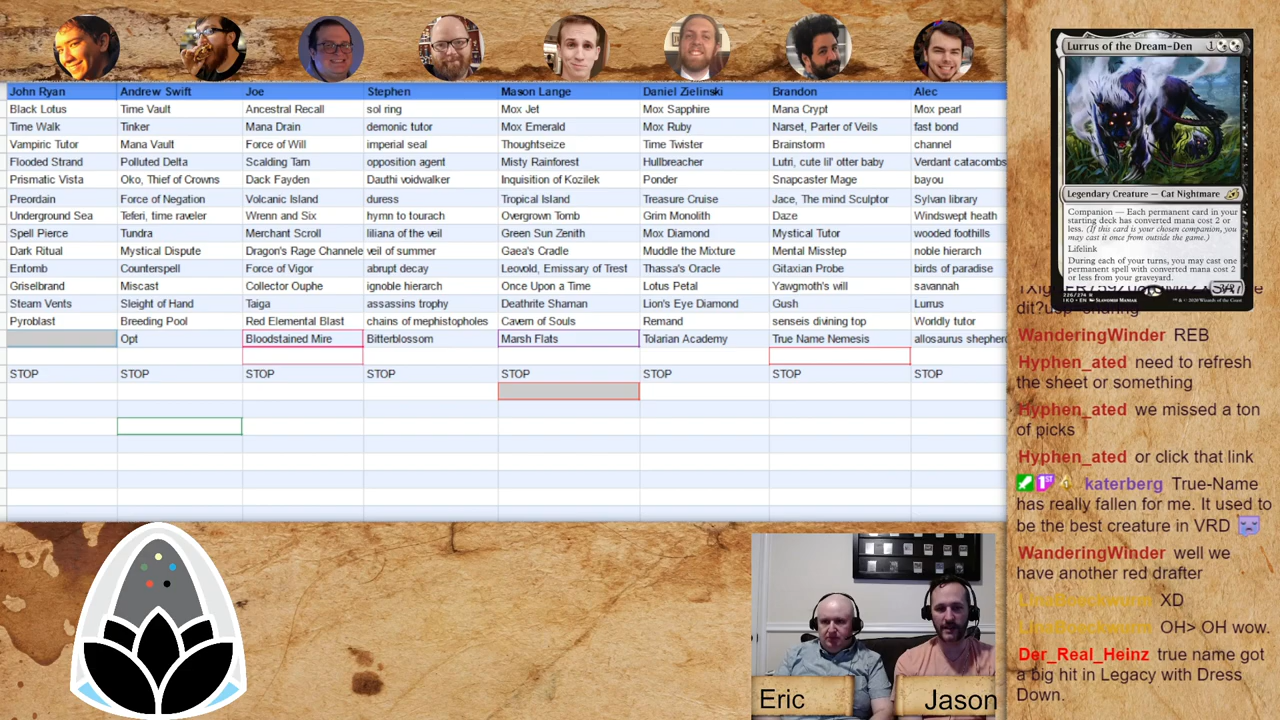 John Ryan Andrew Swift Joe Stephen Mason Lange Daniel Zielinski Brandon Alec
Black Lotus Time Vault Ancestral Recall sol ring Mox Jet Mox Sapphire Mana Crypt Mox pearl
Time Walk Tinker Mana Drain demonic tutor Mox Emerald Mox Ruby Narset, Parter of Veils fast bond
Vampiric Tutor Mana Vault Force of Will imperial seal Thoughtseize Time Twister Brainstorm channel
Flooded Strand Polluted Delta Scalding Tarn opposition agent Misty Rainforest Hullbreacher Lutri, cute lil' otter baby Verdant catacombs
Prismatic Vista Oko, Thief of Crowns Dack Fayden Dauthi voidwalker Inquisition of Kozilek Ponder Snapcaster Mage bayou
Preordain Force of Negation Volcanic Island duress Tropical Island Treasure Cruise Jace, The mind Sculptor Sylvan library
Underground Sea Teferi, time raveler Wrenn and Six hymn to tourach Overgrown Tomb Grim Monolith Daze Windswept heath
Spell Pierce Tundra Merchant Scroll liliana of the veil Green Sun Zenith Mox Diamond Mystical Tutor wooded foothills
Dark Ritual Mystical Dispute Dragon's Rage Channele veil of summer Gaea's Cradle Muddle the Mixture Mental Misstep noble hierarch
Entomb Counterspell Force of Vigor abrupt decay Leovold, Emissary of Trest Thassa's Oracle Gitaxian Probe birds of paradise
Griselbrand Miscast Collector Ouphe ignoble hierarch Once Upon a Time Lotus Petal Yawgmoth's will savannah
Steam Vents Sleight of Hand Taiga assassins trophy Deathrite Shaman Lion's Eye Diamond Gush Lurrus
Pyroblast Breeding Pool Red Elemental Blast chains of mephistopheles Cavern of Souls Remand senseis divining top Worldly tutor
Opt Bloodstained Mire Bitterblossom Marsh Flats Tolarian Academy True Name Nemesis allosaurus shepherd
STOP STOP STOP STOP STOP STOP STOP STOP
Lurrus of the Dream-Den 1
Legendary Creature — Cat Nightmare
Companion — Each permanent card in your
starting deck has converted mana cost 2 or
less. (If this card is your chosen companion, you
may cast it once from outside the game.)
Lifelink
During each of your turns, you may cast one
permanent spell with converted mana cost 2
or less from your graveyard.
WanderingWinder REB
Hyphen_ated need to refresh
the sheet or something
Hyphen_ated we missed a ton
of picks
Hyphen_ated or click that link
1ST katerberg True-Name
has really fallen for me. It used to
be the best creature in VRD
WanderingWinder well we
have another red drafter
XD
OH> OH wow.
Der_Real_Heinz true name got
a big hit in Legacy with Dress
Down.
Eric Jason